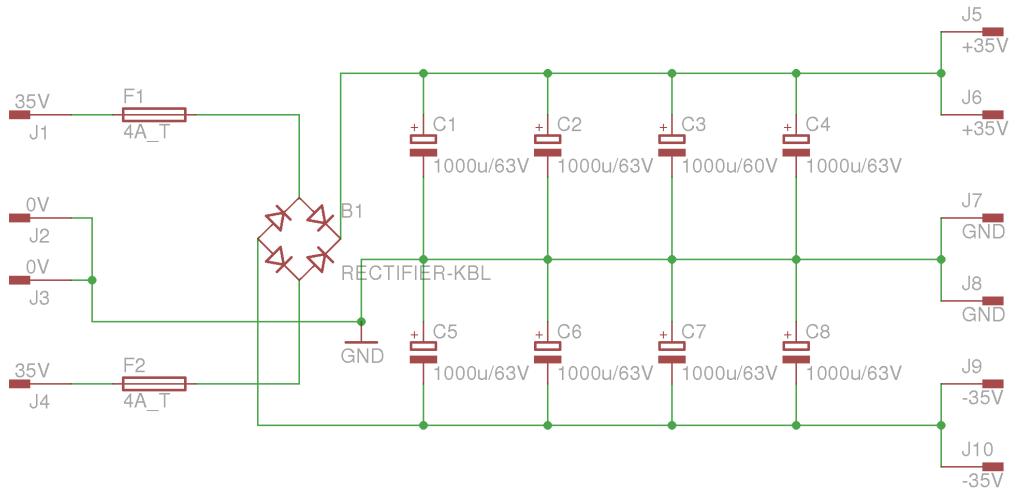 J5
+35V
J6
+35V
35V
J1
F1
4A_T
C1
1000u/63V
C2
1000u/63V
C3
1000u/60V
C4
1000u/63V
0V
J2
0V
J3
B1
RECTIFIER-KBL
J7
GND
J8
GND
GND
C5
1000u/63V
C6
1000u/63V
C7
1000u/63V
C8
1000u/63V
35V
J4
F2
4A_T
J9
-35V
J10
-35V